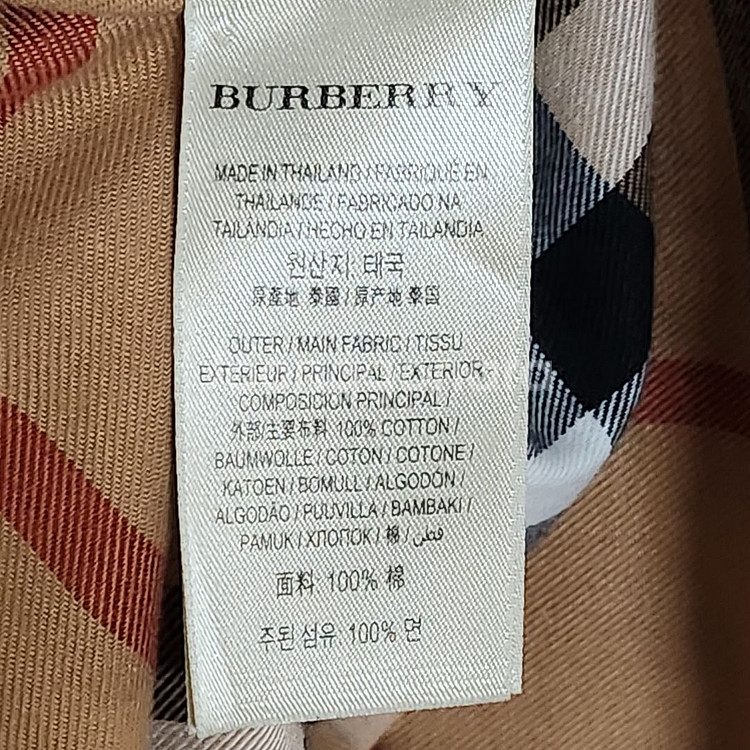 BURBERRY
MADE IN THAILAND / FABRIQUE EN
THAÏLANDE / FABRICADO NA
TAILÂNDIA / HECHO EN TAILANDIA
원산지: 태국
原產地 泰國 / 原产地 泰国
OUTER / MAIN FABRIC / TISSU
EXTERIEUR / PRINCIPAL / EXTERIOR -
COMPOSICION PRINCIPAL /
外部/主要布料 100% COTTON /
BAUMWOLLE / COTON / COTONE /
KATOEN / BOMULL / ALGODÓN /
ALGODÃO / PUUVILLA / BAMBAKI /
PAMUK / ХЛОПОК / 棉 / قطن
面料 100% 棉
주된 섬유 100% 면